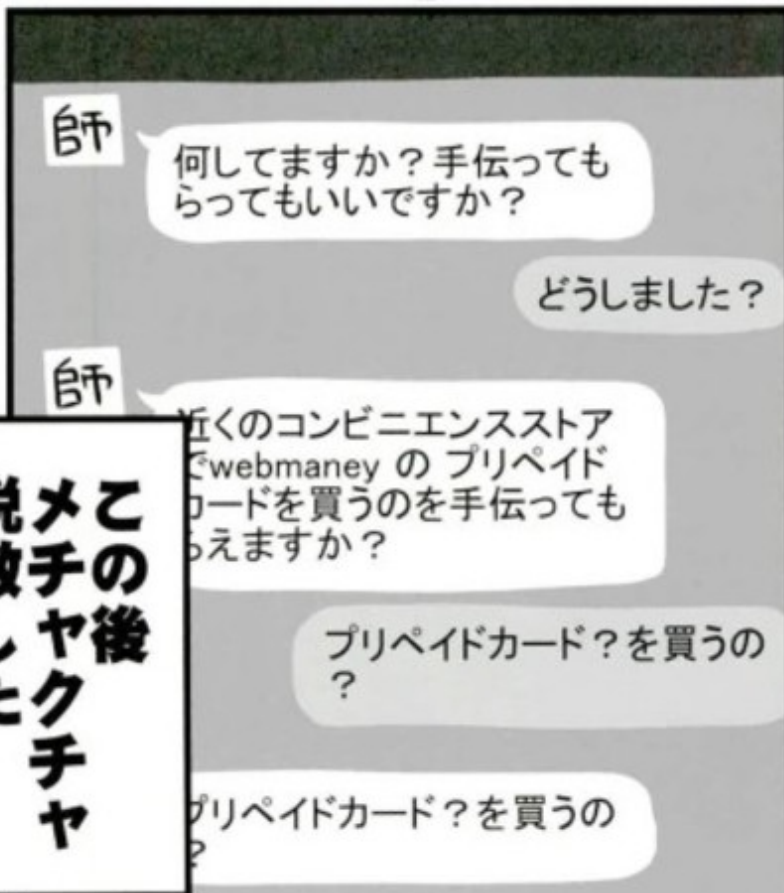 師
何してますか？手伝っても
らってもいいですか？
どうしました？
師
近くのコンビニエンスストア
でwebmaney の プリペイド
カードを買うのを手伝っても
らえますか？
プリペイドカード？を買うの
？
プリペイドカード？を買うの
？
この後
メチャクチャ